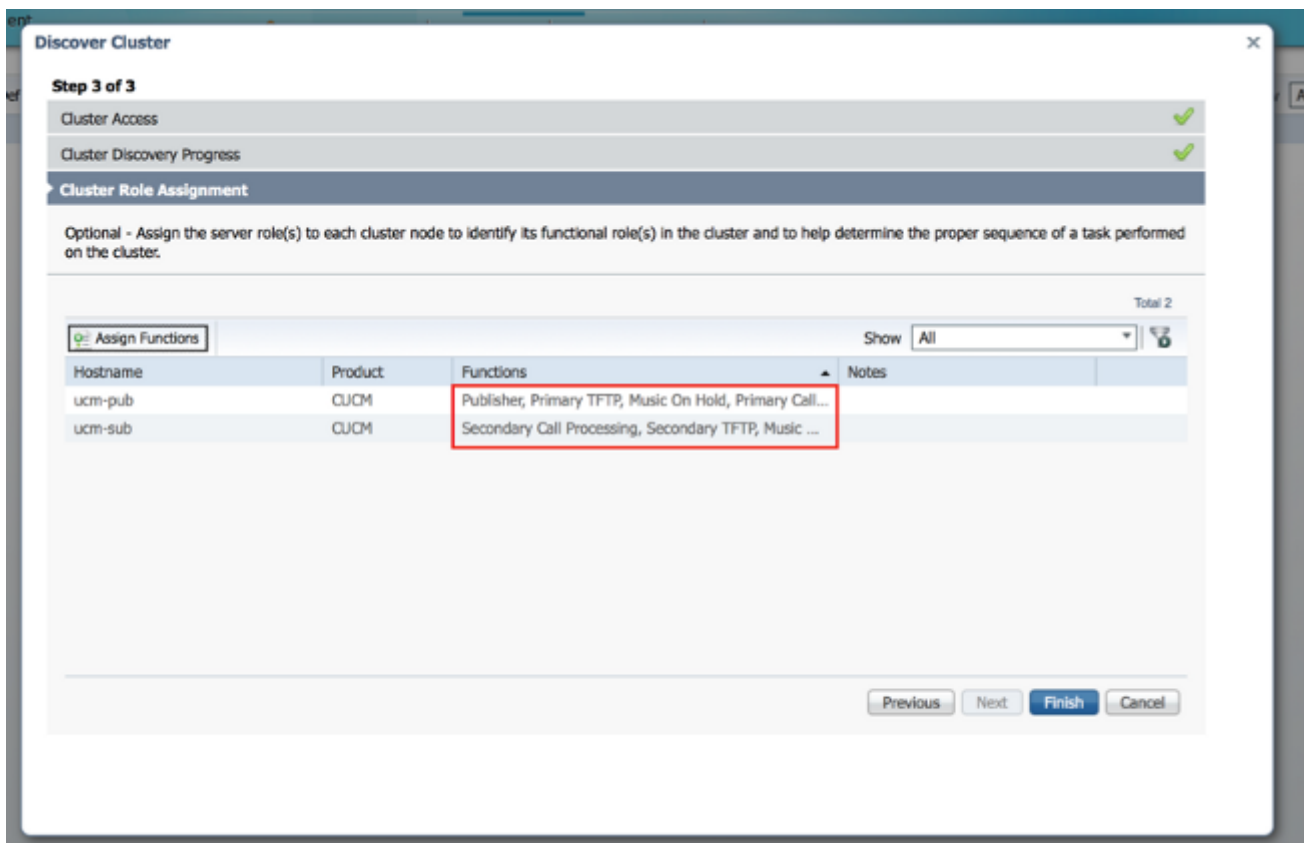 ent
Discover Cluster
Step 3 of 3
ef
Cluster Access
Cluster Discovery Progress
Cluster Role Assignment
Optional - Assign the server role(s) to each cluster node to identify its functional role(s) in the cluster and to help determine the proper sequence of a task performed
on the cluster.
Total 2
Assign Functions Show All
Hostname Product Functions Notes
ucm-pub CUCM Publisher, Primary TFTP, Music On Hold, Primary Call...
ucm-sub CUCM Secondary Call Processing, Secondary TFTP, Music ...
Previous Next Finish Cancel